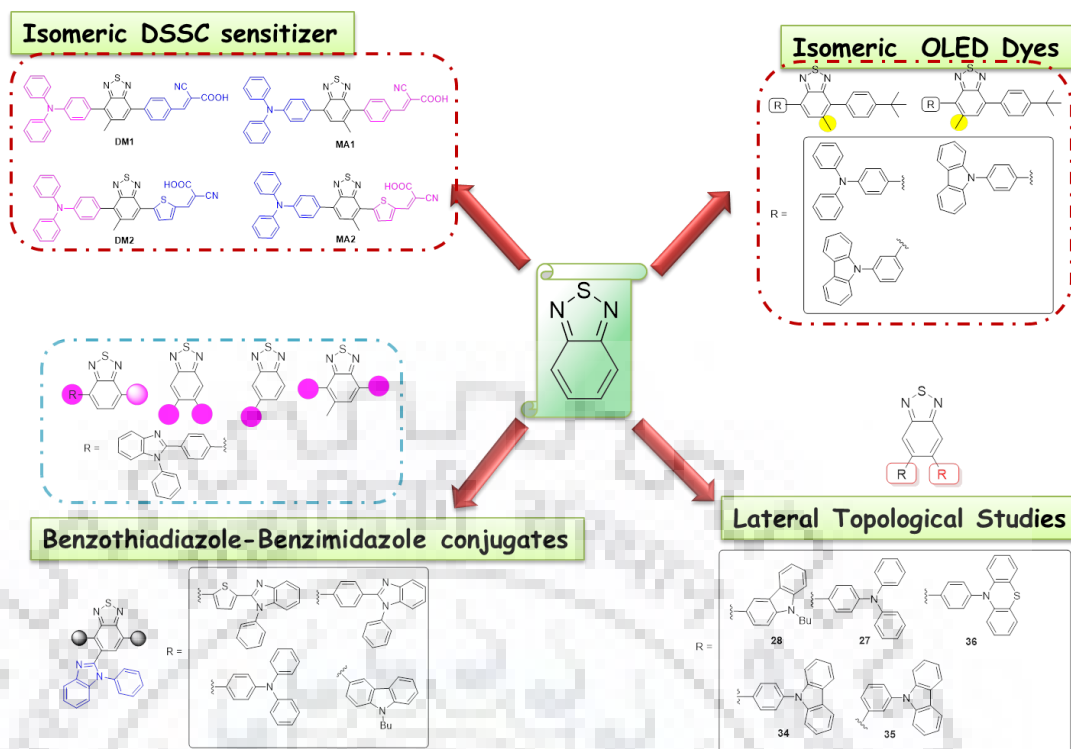 Isomeric DSSC sensitizer
S
N N
NC
COOH
N
DM1
S
N N
NC
COOH
N
MA1
S
N N
HOOC
CN
N
S
DM2
S
N N
HOOC
CN
N
S
MA2
Isomeric OLED Dyes
S
N N
R
S
N N
R
R =
N
N
N
S
N N
S
N N
R
S
N N
S
N N
S
N N
R =
N
N
Benzothiadiazole-Benzimidazole conjugates
S
N N
N
N
R =
S
N
N
N
N
N
N
Bu
S
N N
R R
Lateral Topological Studies
R =
N
Bu
28
N
27
N
S
36
N
34
N
35